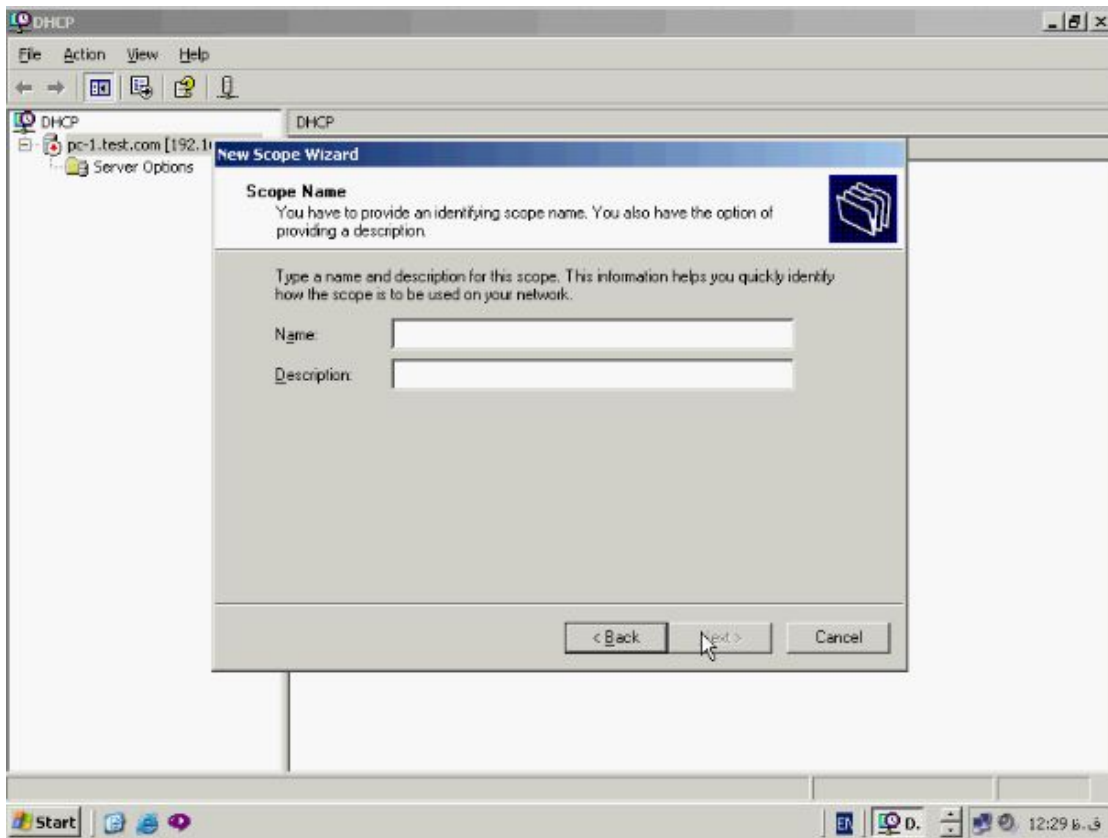 DHCP
File Action View Help
DHCP
DHCP
pc-1.test.com [192.1
Server Options
New Scope Wizard
Scope Name
You have to provide an identifying scope name. You also have the option of
providing a description.
Type a name and description for this scope. This information helps you quickly identify
how the scope is to be used on your network.
Name:
Description:
< Back Next > Cancel
Start EN D. 12:29 ق.ظ